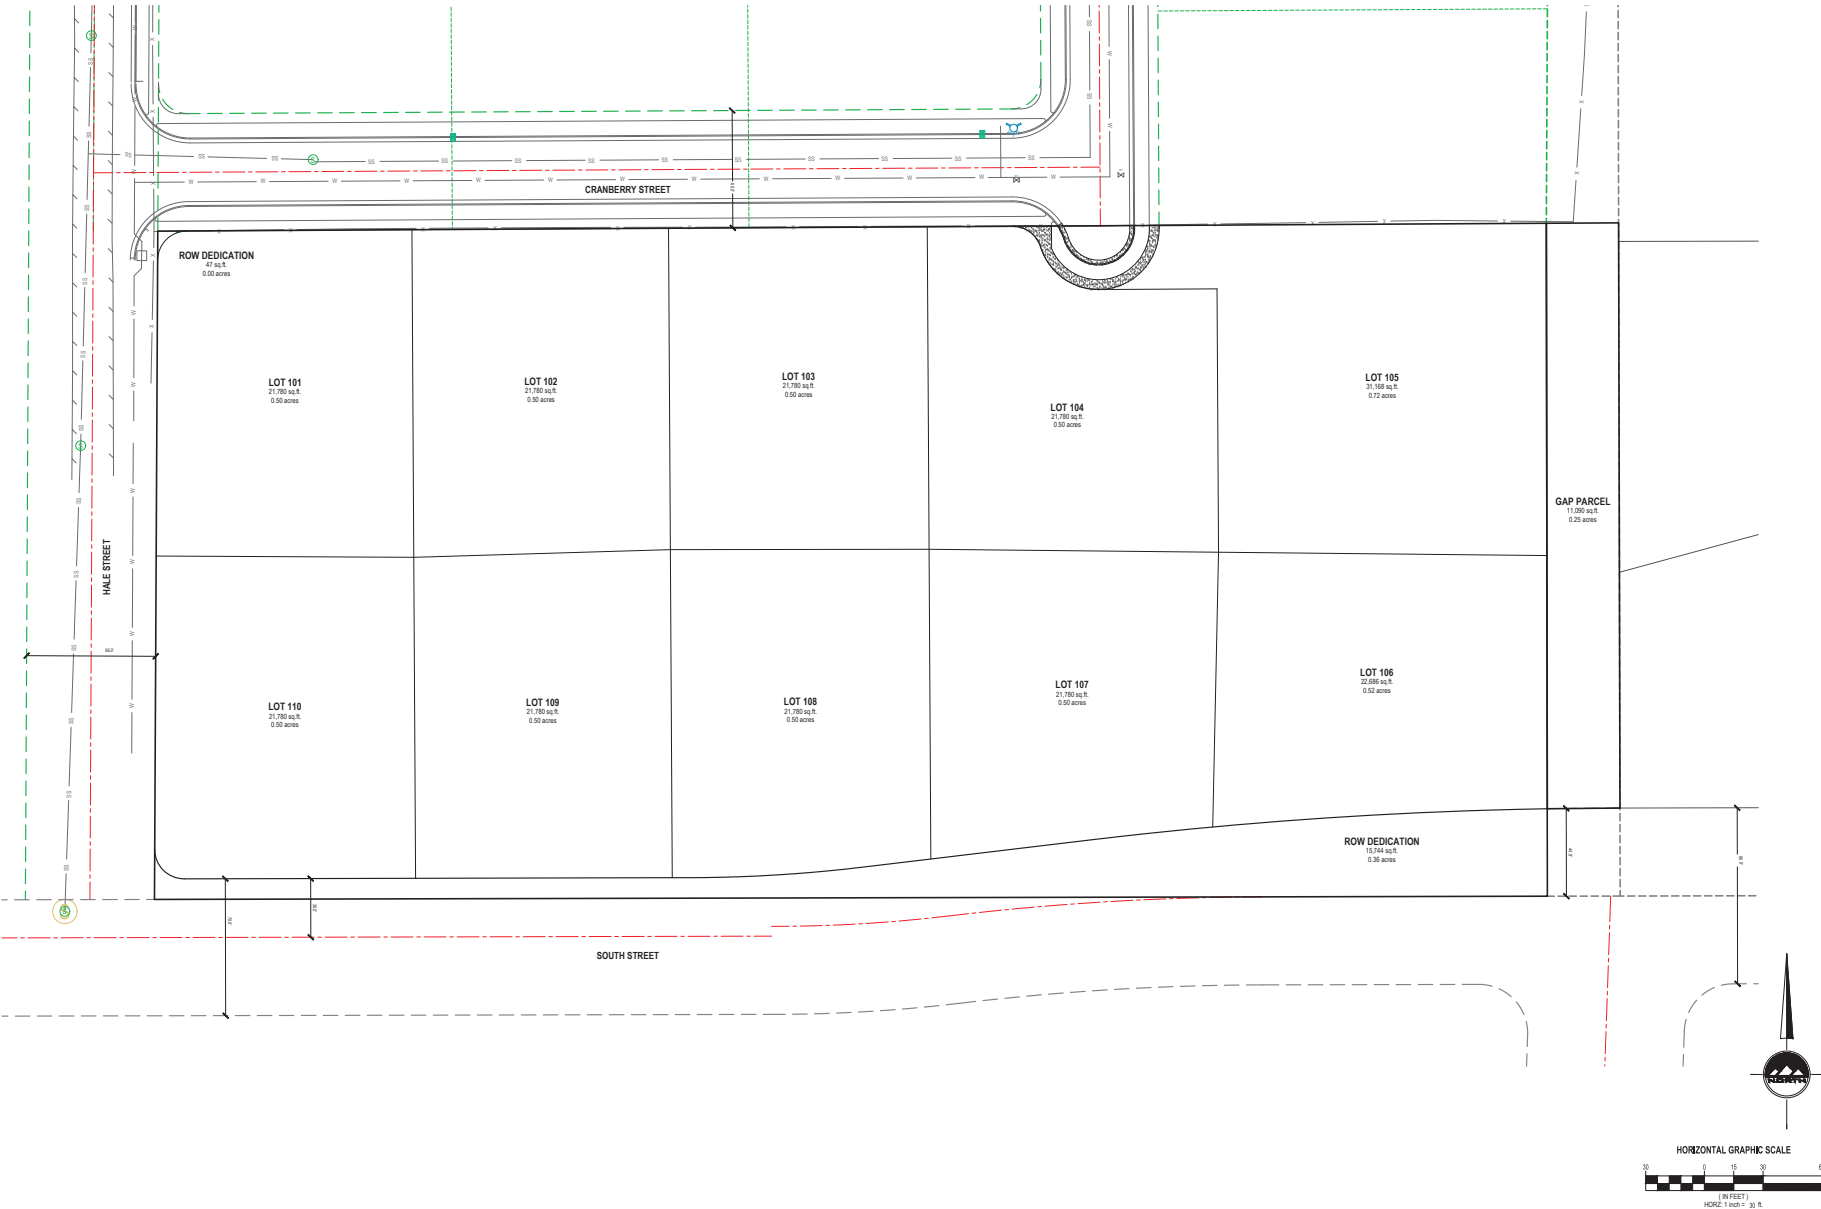 CRANBERRY STREET
ROW DEDICATION
47 sq.ft.
0.00 acres
LOT 101
21,780 sq.ft.
0.50 acres
LOT 102
21,780 sq.ft.
0.50 acres
LOT 103
21,780 sq.ft.
0.50 acres
LOT 104
21,780 sq.ft.
0.50 acres
LOT 105
31,168 sq.ft.
0.72 acres
GAP PARCEL
11,090 sq.ft.
0.25 acres
HALE STREET
LOT 110
21,780 sq.ft.
0.50 acres
LOT 109
21,780 sq.ft.
0.50 acres
LOT 108
21,780 sq.ft.
0.50 acres
LOT 107
21,780 sq.ft.
0.50 acres
LOT 106
22,686 sq.ft.
0.52 acres
ROW DEDICATION
15,744 sq.ft.
0.36 acres
SOUTH STREET
NORTH
HORIZONTAL GRAPHIC SCALE
30 0 15 30
( IN FEET )
HORZ: 1 inch = 30 ft.